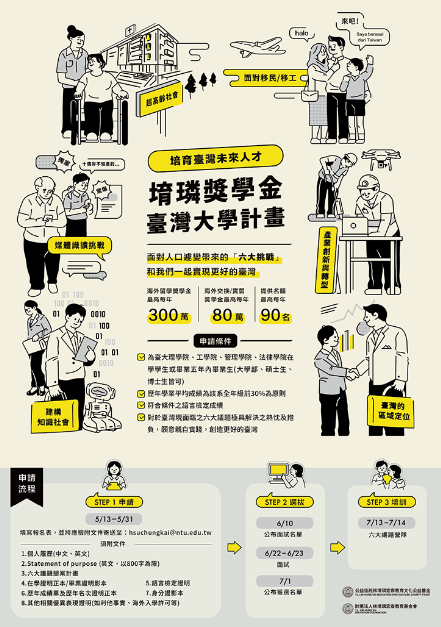 來吧!
halo
Saya berasal
dari Taiwan
面對移民/移工
超高齡社會
培育臺灣未來人才
堉璘獎學金
臺灣大學計畫
媒體識讀挑戰
產業創新與轉型
面對人口遽變帶來的「六大挑戰」
和我們一起實現更好的臺灣
海外留學獎學金
最高每年
300萬
海外交換/實習
獎學金最高每年
80萬
提供名額
最高每年
90名
申請條件
為臺大理學院、工學院、管理學院、法律學院在
學學生或畢業五年內畢業生(大學部、碩士生、
博士生皆可)
歷年學業平均成績為該系全年級前30%為原則
符合條件之語言檢定成績
對於臺灣現面臨之六大議題極具解決之熱忱及抱
負,願意親自實踐,創造更好的臺灣
建構
知識社會
臺灣的
區域定位
申請
流程
STEP 1 申請
5/13–5/31
填寫報名表,並將應檢附文件寄送至:hsuchungkai@ntu.edu.tw
須附文件
1.個人履歷(中文、英文)
2.Statement of purpose (英文,以800字為限)
3.六大議題構案計畫
4.在學證明正本/畢業證明影本
5.語言檢定證明
6.歷年成績單及歷年名次證明正本
7.身分證影本
8.其他相關優異表現證明(如財他事實、海外入學許可等)
STEP 2 選拔
6/10
公布面試名單
6/22–6/23
面試
7/1
公布獲選名單
STEP 3 培訓
7/13–7/14
六大議題營隊